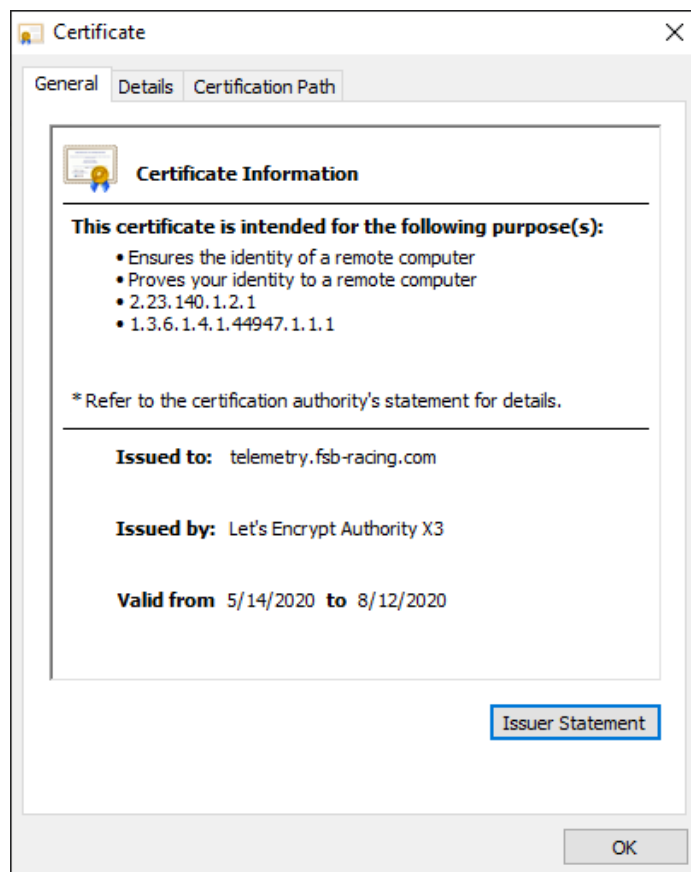 Certificate
General Details Certification Path
Certificate Information
This certificate is intended for the following purpose(s):
• Ensures the identity of a remote computer
• Proves your identity to a remote computer
• 2.23.140.1.2.1
• 1.3.6.1.4.1.44947.1.1.1
* Refer to the certification authority's statement for details.
Issued to: telemetry.fsb-racing.com
Issued by: Let's Encrypt Authority X3
Valid from 5/14/2020 to 8/12/2020
Issuer Statement
OK